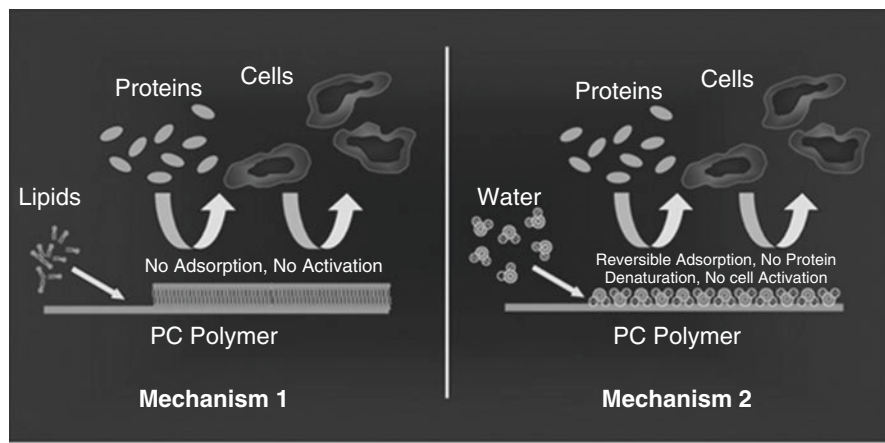 Proteins
Cells
Lipids
No Adsorption, No Activation
PC Polymer
Mechanism 1
Proteins
Cells
Water
Reversible Adsorption, No Protein
Denaturation, No cell Activation
PC Polymer
Mechanism 2